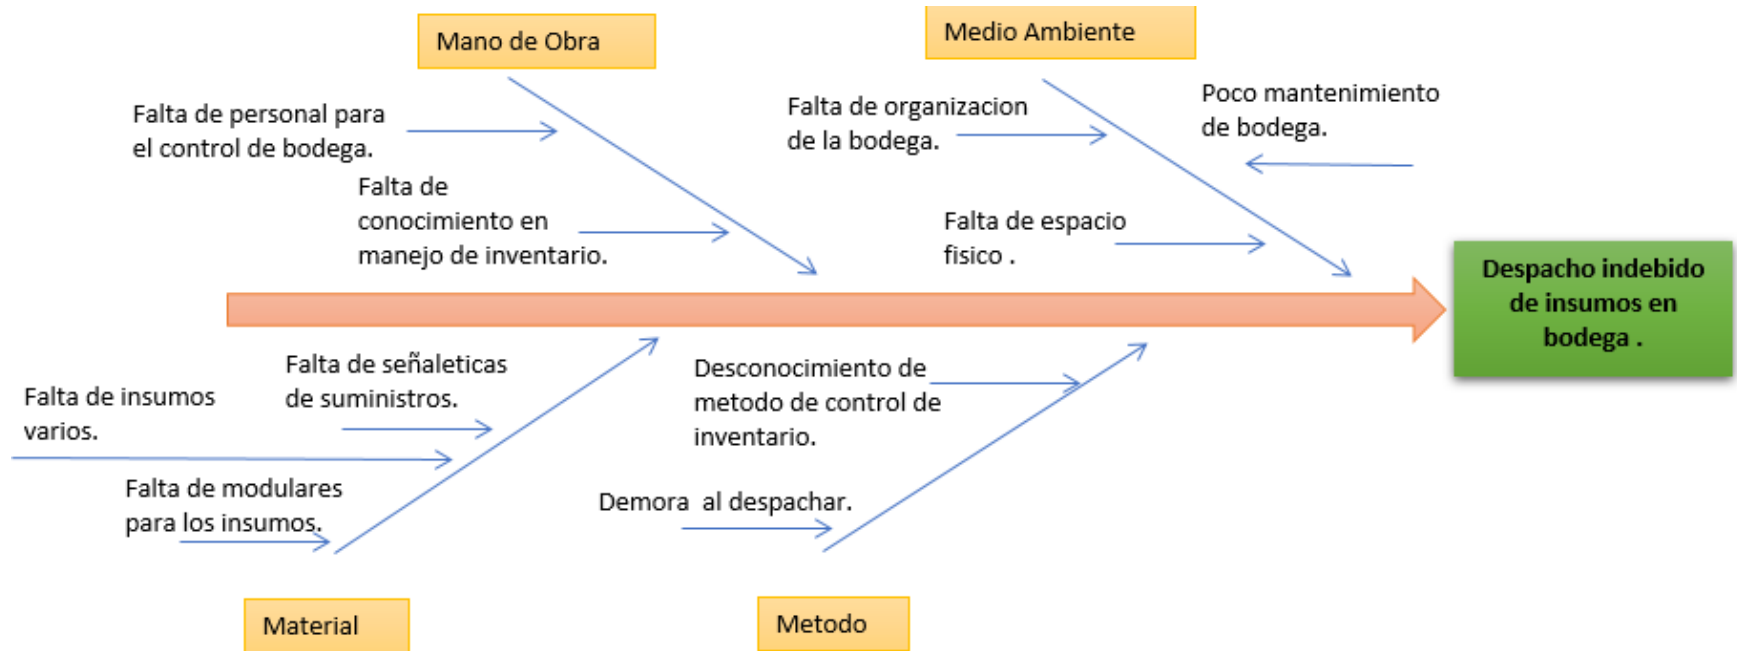 Mano de Obra
Medio Ambiente
Falta de personal para
el control de bodega.
Falta de
conocimiento en
manejo de inventario.
Falta de organizacion
de la bodega.
Poco mantenimiento
de bodega.
Falta de espacio
fisico .
Despacho indebido
de insumos en
bodega .
Falta de señaleticas
de suministros.
Falta de insumos
varios.
Falta de modulares
para los insumos.
Desconocimiento de
metodo de control de
inventario.
Demora  al despachar.
Material
Metodo